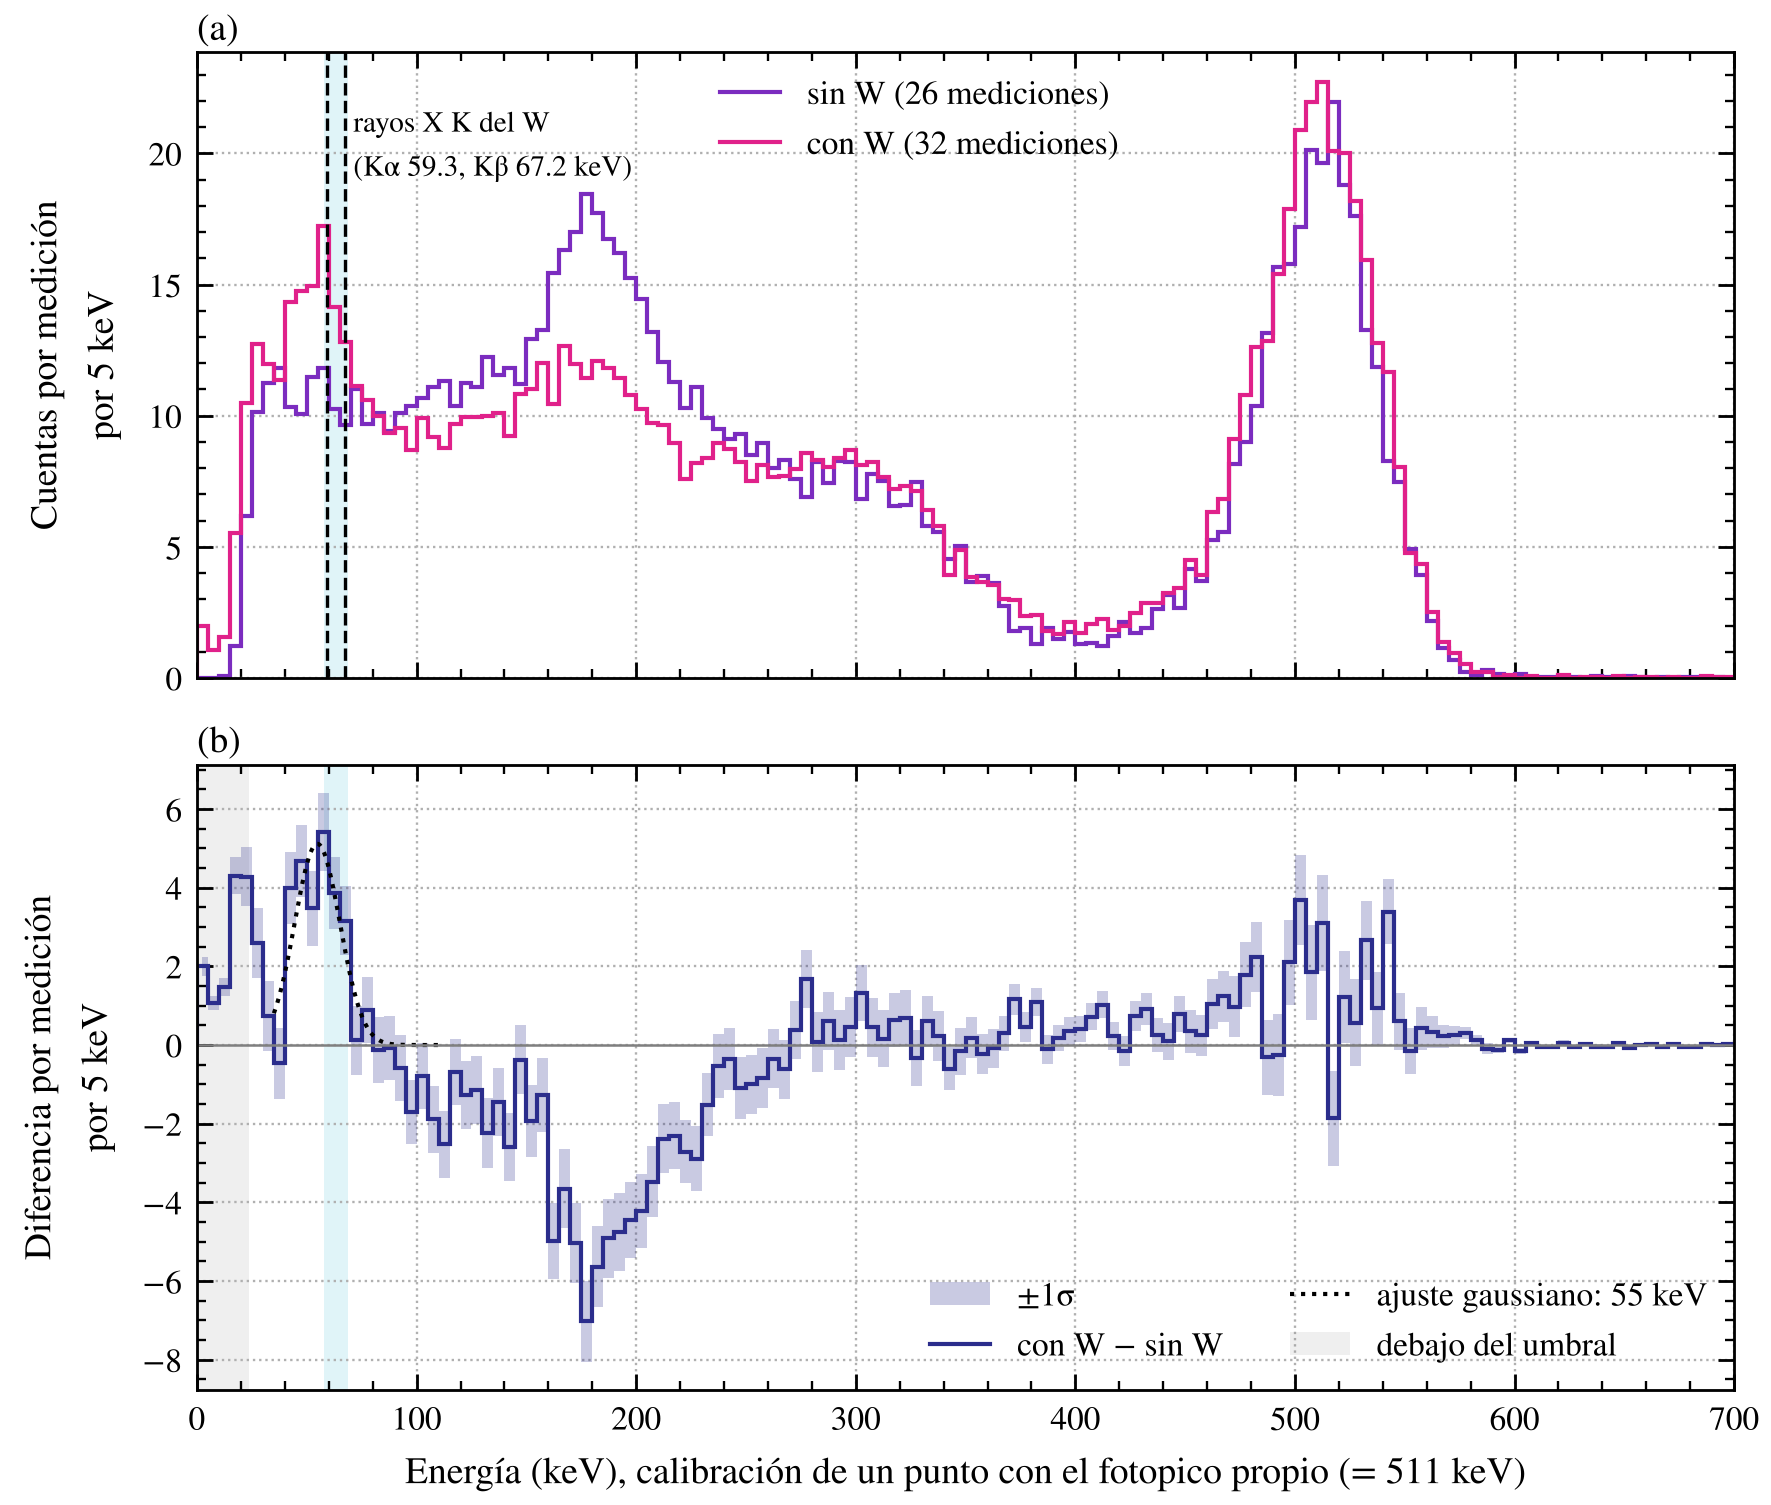 (a)
rayos X K del W
(Kα 59.3, Kβ 67.2 keV)
sin W (26 mediciones)
con W (32 mediciones)
Cuentas por medición
por 5 keV
20
15
10
5
0
(b)
Diferencia por medición
por 5 keV
6
4
2
0
−2
−4
−6
−8
±1σ
con W − sin W
ajuste gaussiano: 55 keV
debajo del umbral
0 100 200 300 400 500 600 700
Energía (keV), calibración de un punto con el fotopico propio (= 511 keV)